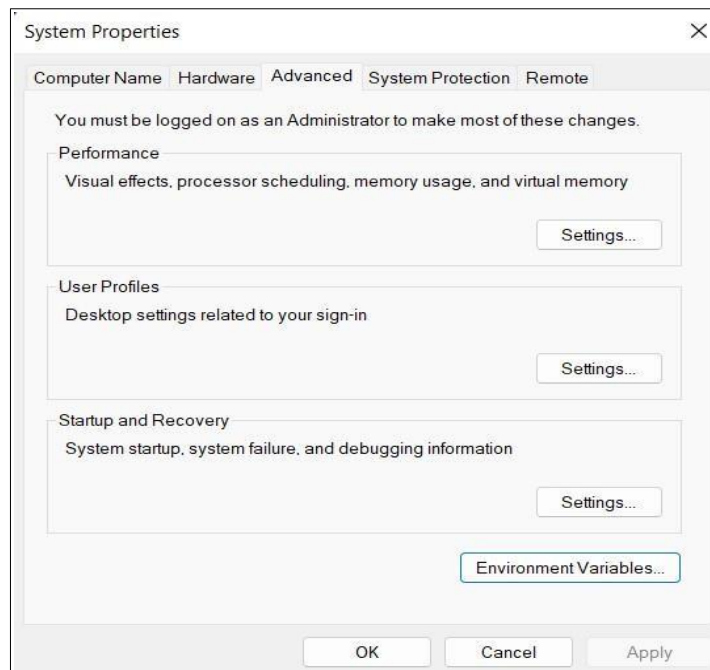 System Properties
Computer Name Hardware Advanced System Protection Remote
You must be logged on as an Administrator to make most of these changes.
Performance
Visual effects, processor scheduling, memory usage, and virtual memory
Settings...
User Profiles
Desktop settings related to your sign-in
Settings...
Startup and Recovery
System startup, system failure, and debugging information
Settings...
Environment Variables...
OK Cancel Apply